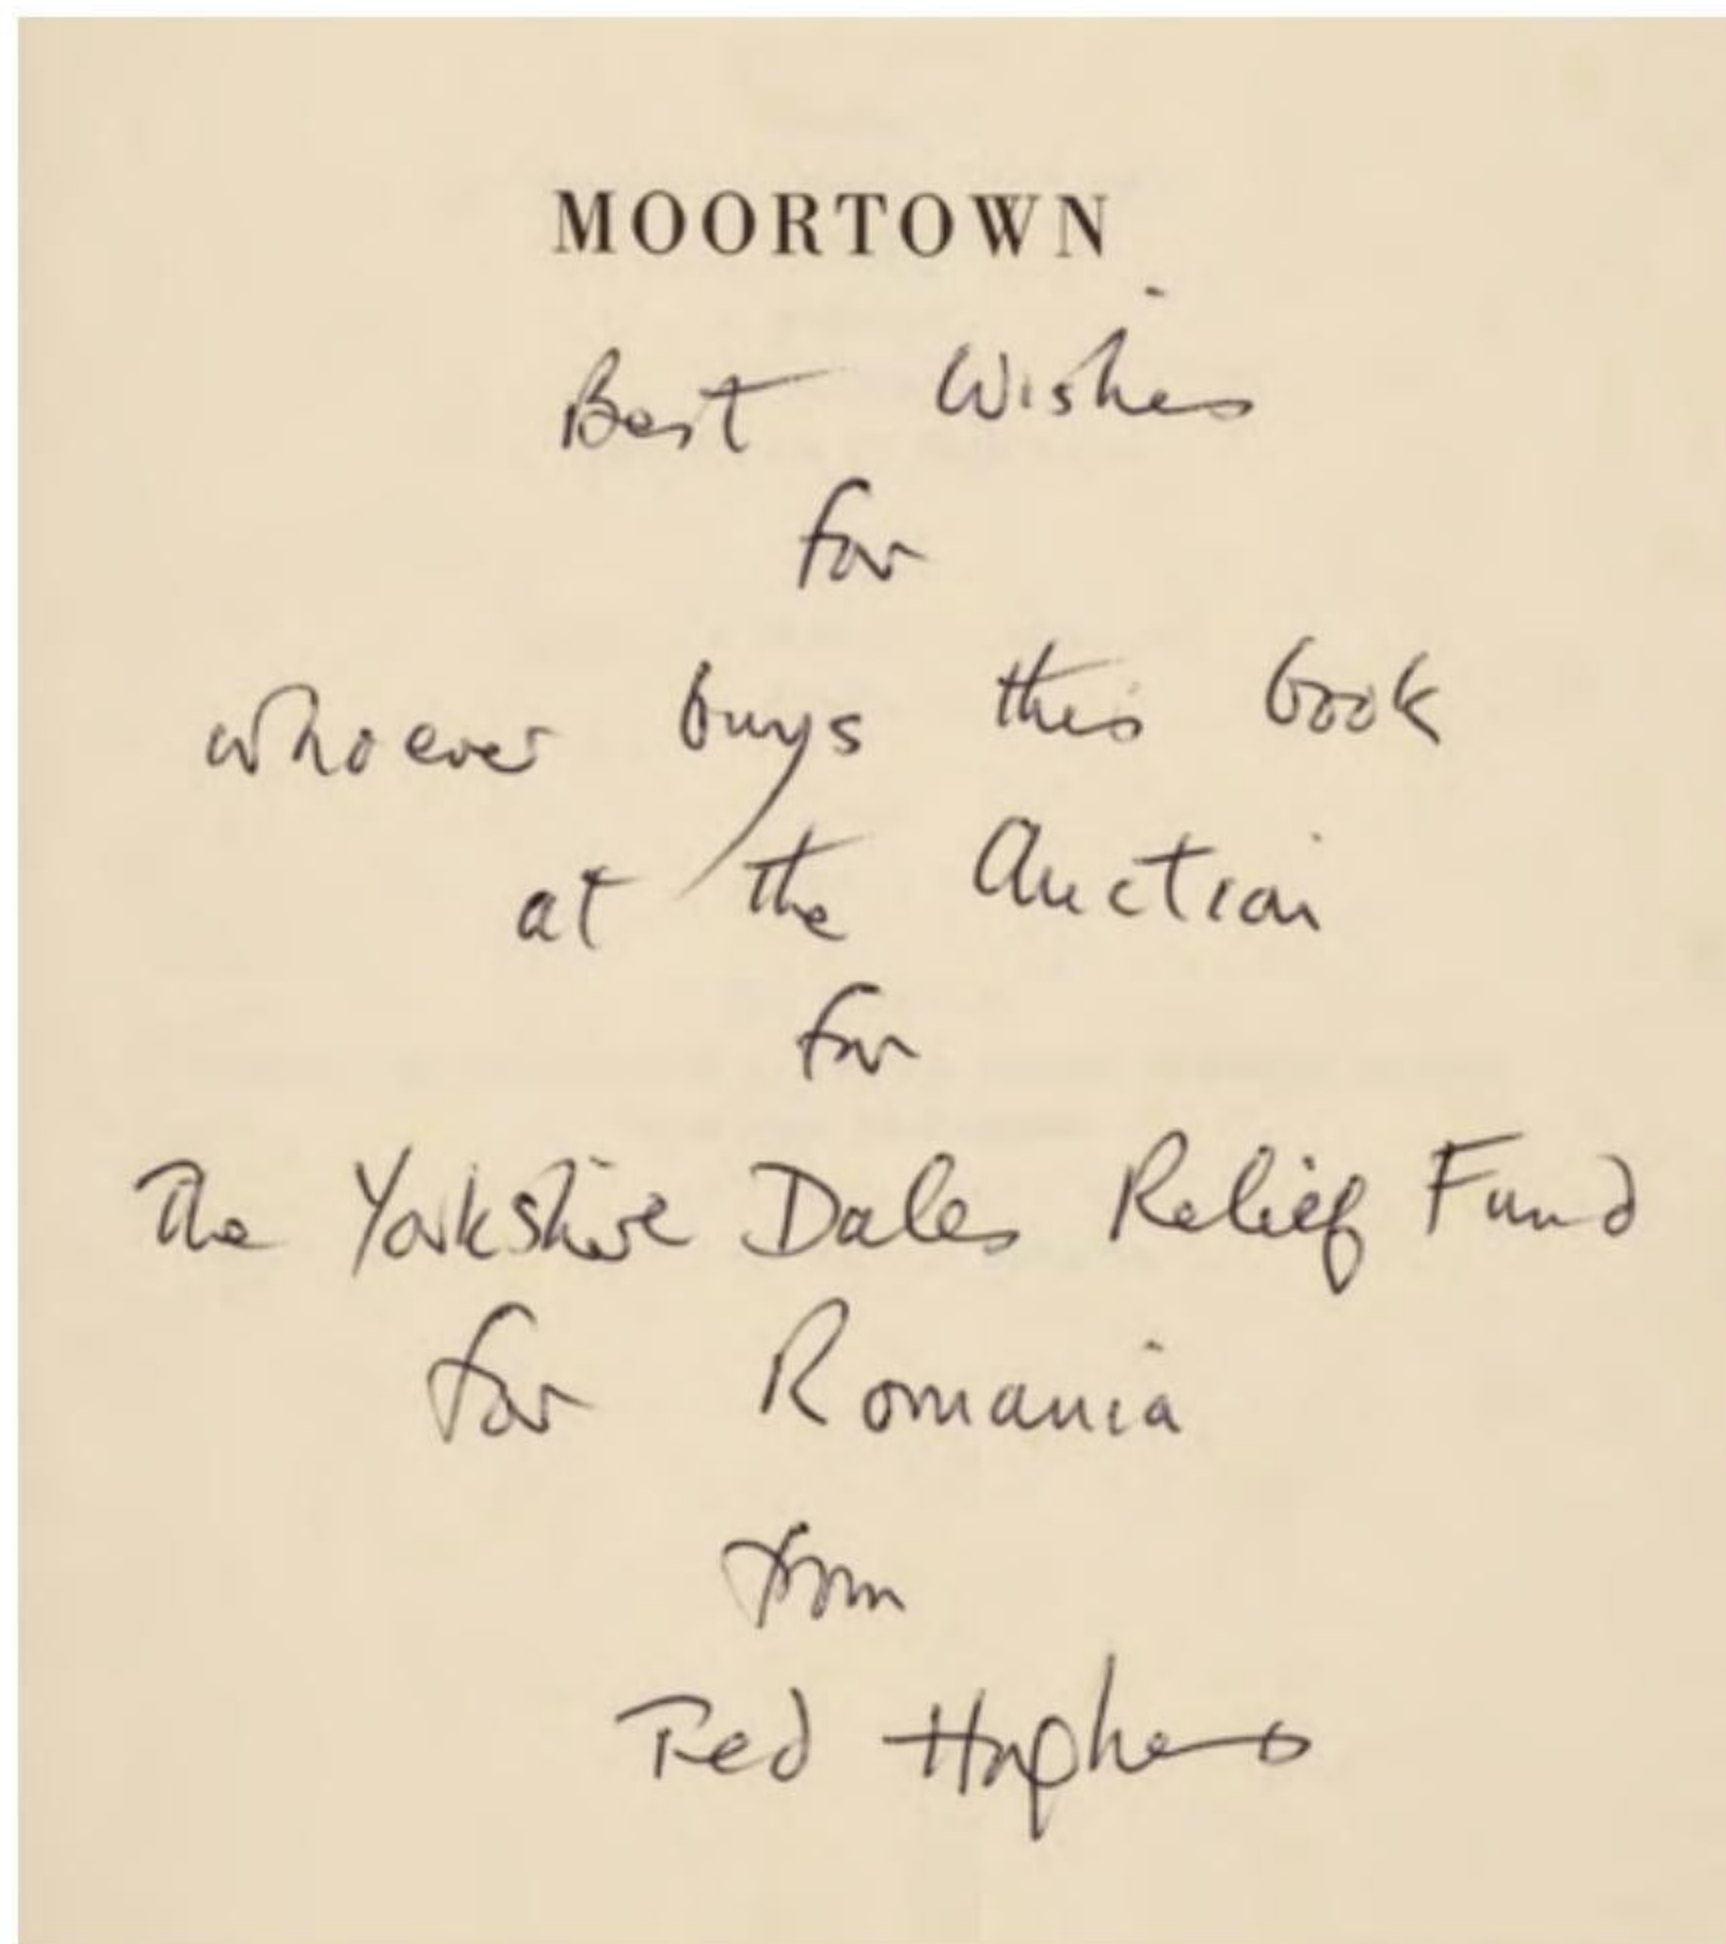 MOORTOWN
Best Wishes
for
whoever buys this book
at the Auction
for
The Yorkshire Dales Relief Fund
for Romania
from
Ted Hughes